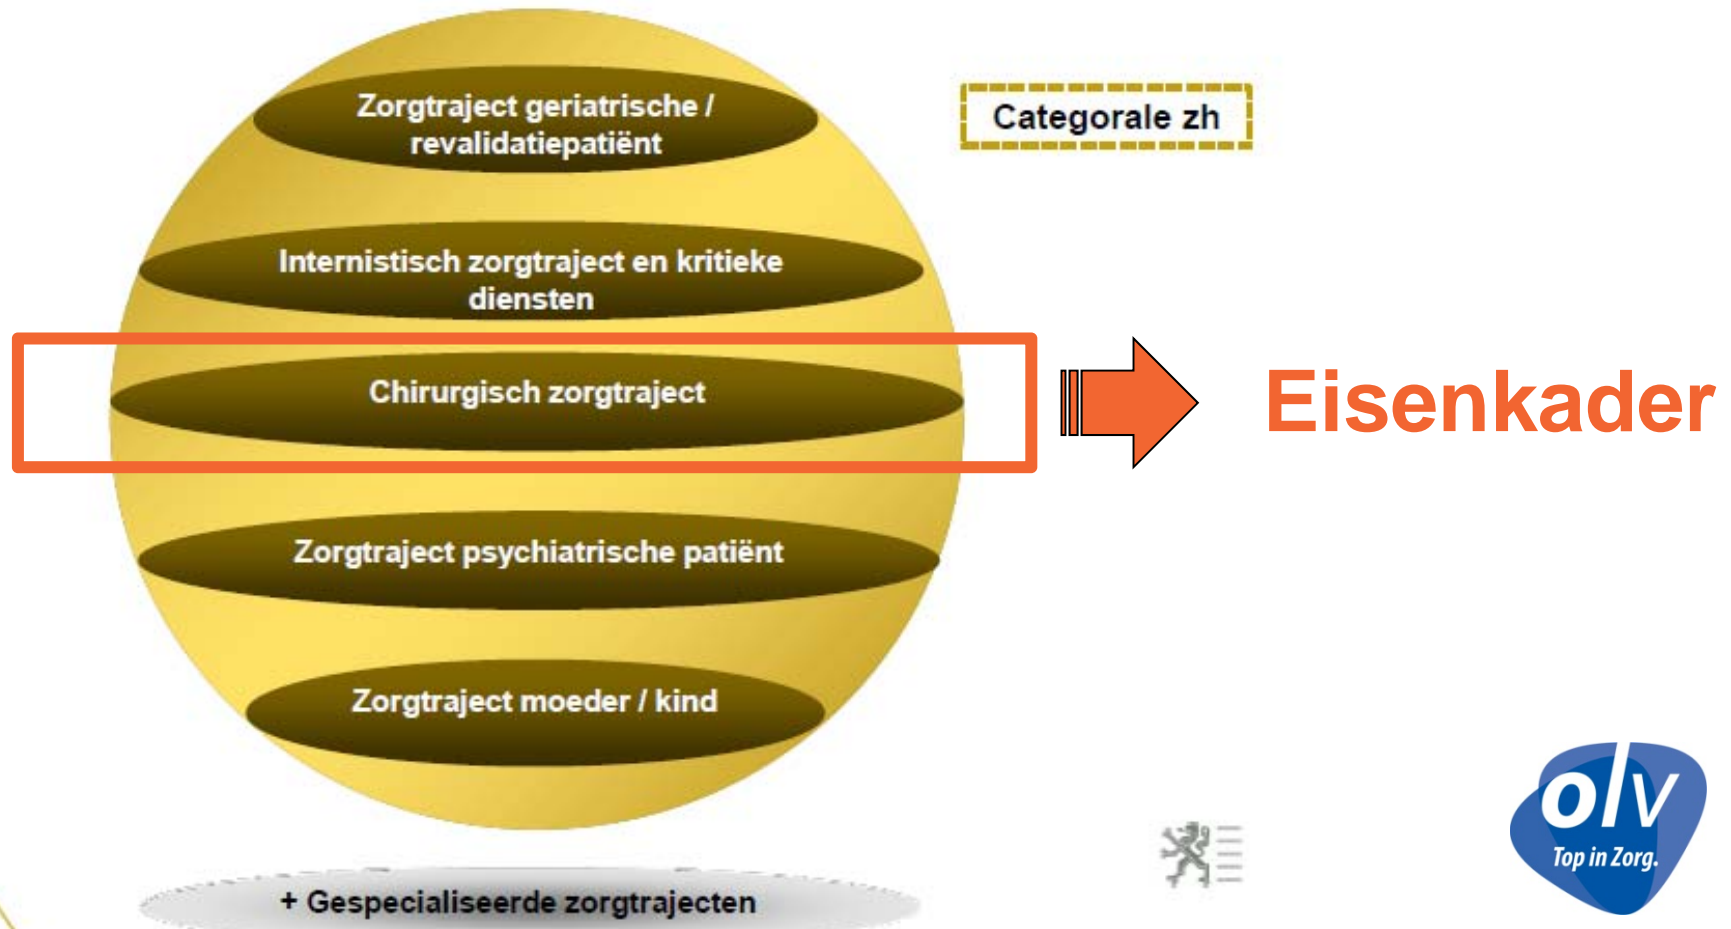 Zorgtraject geriatrische /
revalidatiepatiënt
Categorale zh
Internistisch zorgtraject en kritieke
diensten
Chirurgisch zorgtraject
Eisenkader
Zorgtraject psychiatrische patiënt
Zorgtraject moeder / kind
+ Gespecialiseerde zorgtrajecten
olv
Top in Zorg.